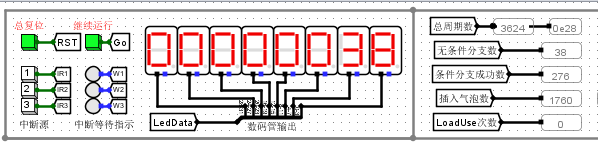 总复位
继续运行
RST
Go
1 IR1
2 IR2
3 IR3
W1
W2
W3
中断源
中断等待指示
00000038
LedData
数码管输出
总周期数 3624 0e28
无条件分支数 38
条件分支成功数 276
插入气泡数 1760
LoadUse次数 0